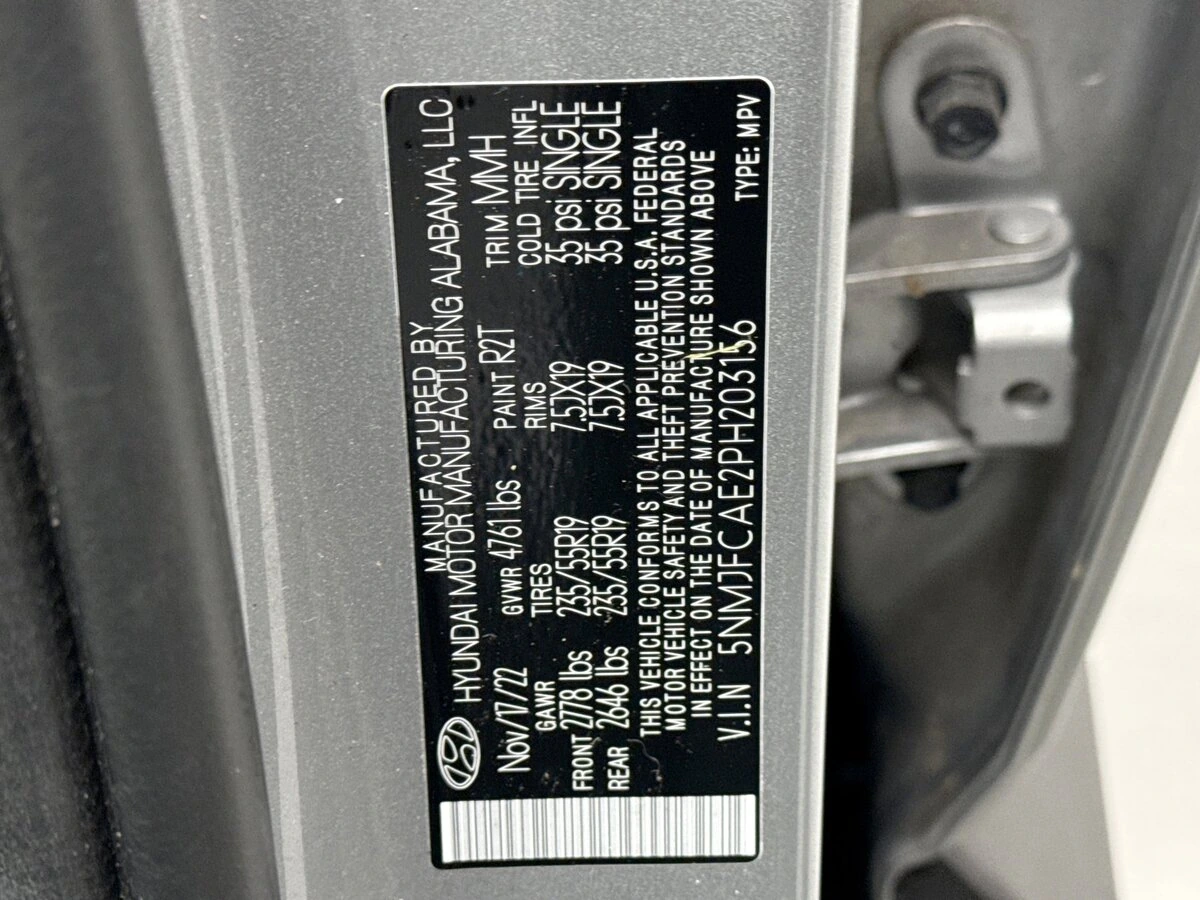 MANUFACTURED BY
HYUNDAI MOTOR MANUFACTURING ALABAMA, LLC
Nov/17/22 GVWR 4761 lbs. PAINT R2T TRIM MMH
GAWR TIRES RIMS COLD TIRE INFL
FRONT 2778 lbs 235/55R19 7.5JX19 35 psi SINGLE
REAR 2646 lbs 235/55R19 7.5JX19 35 psi SINGLE
THIS VEHICLE CONFORMS TO ALL APPLICABLE U.S.A. FEDERAL
MOTOR VEHICLE SAFETY AND THEFT PREVENTION STANDARDS
IN EFFECT ON THE DATE OF MANUFACTURE SHOWN ABOVE
V.I.N 5NMJFCAE2PH203156 TYPE: MPV